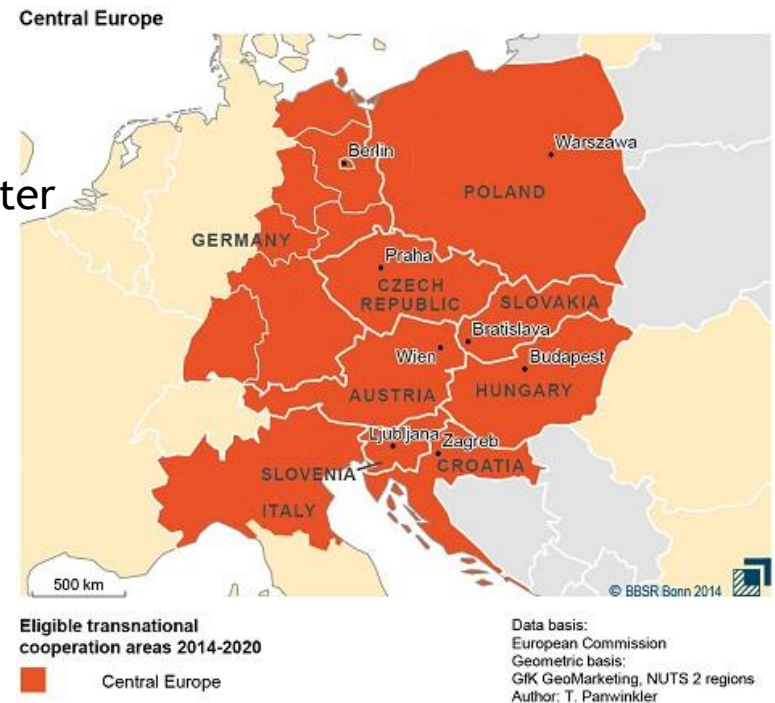 Central Europe
Berlin
Warszawa
ter
POLAND
GERMANY
Praha
CZECH
REPUBLIC
SLOVAKIA
Bratislava
Wien
Budapest
AUSTRIA
HUNGARY
Ljubljana
Zagreb
SLOVENIA
CROATIA
ITALY
500 km
© BBSR Bonn 2014
Eligible transnational
cooperation areas 2014-2020
Central Europe
Data basis:
European Commission
Geometric basis:
GfK GeoMarketing, NUTS 2 regions
Author: T. Panwinkler